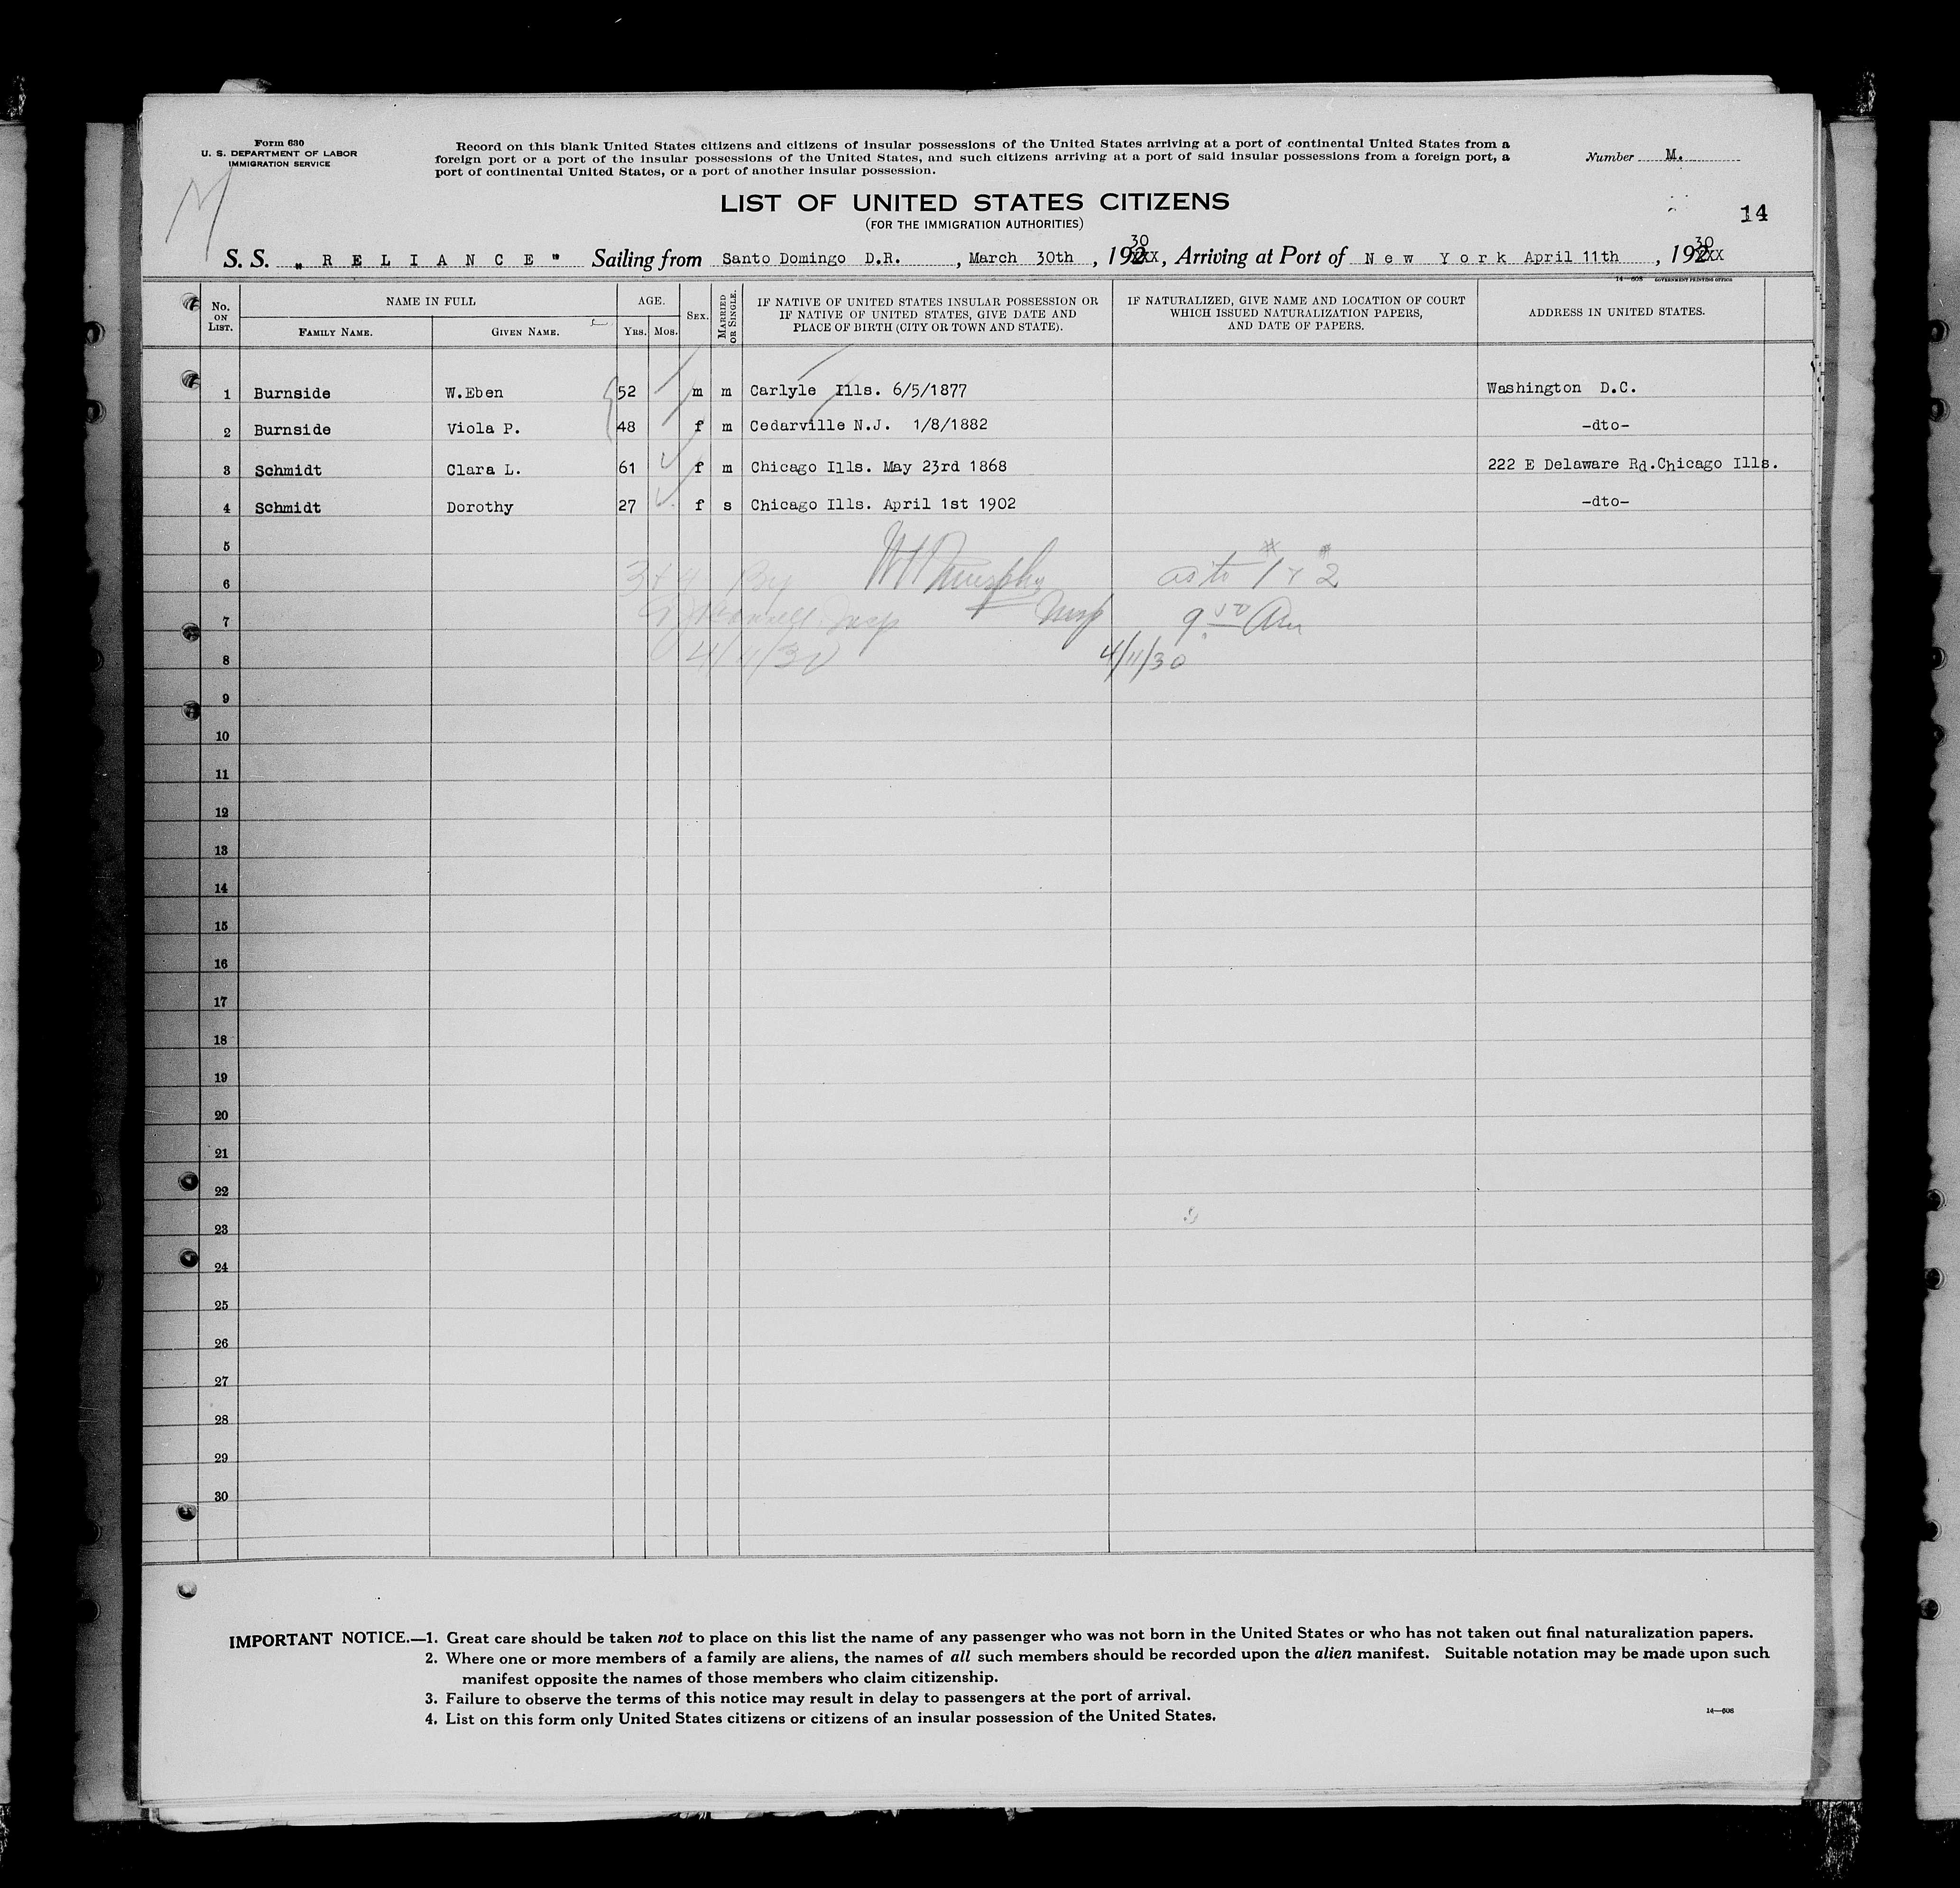 Form 630
U. S. DEPARTMENT OF LABOR
IMMIGRATION SERVICE
Record on this blank United States citizens and citizens of insular possessions of the United States arriving at a port of continental United States from a
foreign port or a port of the insular possessions of the United States, and such citizens arriving at a port of said insular possessions from a foreign port, a
port of continental United States, or a port of another insular possession.
Number M.
M
LIST OF UNITED STATES CITIZENS
(FOR THE IMMIGRATION AUTHORITIES)
14
S. S. „ R E L I A N C E " Sailing from Santo Domingo D.R. , March 30th , 192XX 30, Arriving at Port of N e w Y o r k April 11th , 192XX 30
14—608 GOVERNMENT PRINTING OFFICE
No. ON LIST. NAME IN FULL AGE. SEX. MARRIED OR SINGLE. IF NATIVE OF UNITED STATES INSULAR POSSESSION OR IF NATIVE OF UNITED STATES, GIVE DATE AND PLACE OF BIRTH (CITY OR TOWN AND STATE). IF NATURALIZED, GIVE NAME AND LOCATION OF COURT WHICH ISSUED NATURALIZATION PAPERS, AND DATE OF PAPERS. ADDRESS IN UNITED STATES.
FAMILY NAME. GIVEN NAME. YRS. MOS.
1 Burnside W.Eben 52 m m Carlyle Ills. 6/5/1877 Washington D.C.
2 Burnside Viola P. 48 f m Cedarville N.J. 1/8/1882 -dto-
3 Schmidt Clara L. 61 f m Chicago Ills. May 23rd 1868 222 E Delaware Rd.Chicago Ills.
4 Schmidt Dorothy 27 f s Chicago Ills. April 1st 1902 -dto-
5
6 3 + 4 By Murphy as to #1 & #2
7 Insp Insp 9 50 Am
8 4/11/30 4/11/30
9
10
11
12
13
14
15
16
17
18
19
20
21
22
23
24
25
26
27
28
29
30
IMPORTANT NOTICE.—1. Great care should be taken not to place on this list the name of any passenger who was not born in the United States or who has not taken out final naturalization papers.
2. Where one or more members of a family are aliens, the names of all such members should be recorded upon the alien manifest. Suitable notation may be made upon such
manifest opposite the names of those members who claim citizenship.
3. Failure to observe the terms of this notice may result in delay to passengers at the port of arrival.
4. List on this form only United States citizens or citizens of an insular possession of the United States.
14—608